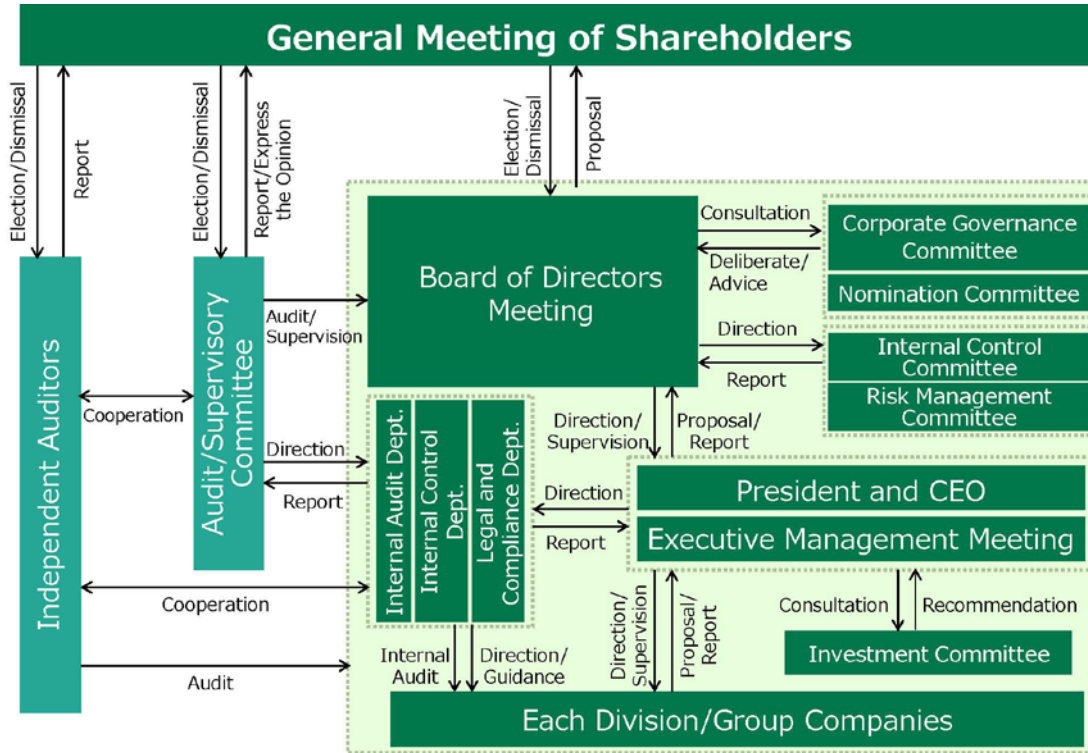 General Meeting of Shareholders
Election/Dismissal
Report
Election/Dismissal
Report/Express
the Opinion
Election/
Dismissal
Proposal
Independent Auditors
Audit/Supervisory
Committee
Cooperation
Audit/
Supervision
Board of Directors
Meeting
Consultation
Deliberate/
Advice
Corporate Governance
Committee
Nomination Committee
Direction
Report
Internal Control
Committee
Risk Management
Committee
Direction
Report
Internal Audit Dept.
Internal Control
Dept.
Legal and
Compliance Dept.
Direction/
Supervision
Proposal/
Report
Direction
Report
President and CEO
Executive Management Meeting
Cooperation
Audit
Internal
Audit
Direction/
Guidance
Direction/
Supervision
Proposal/
Report
Consultation
Recommendation
Investment Committee
Each Division/Group Companies